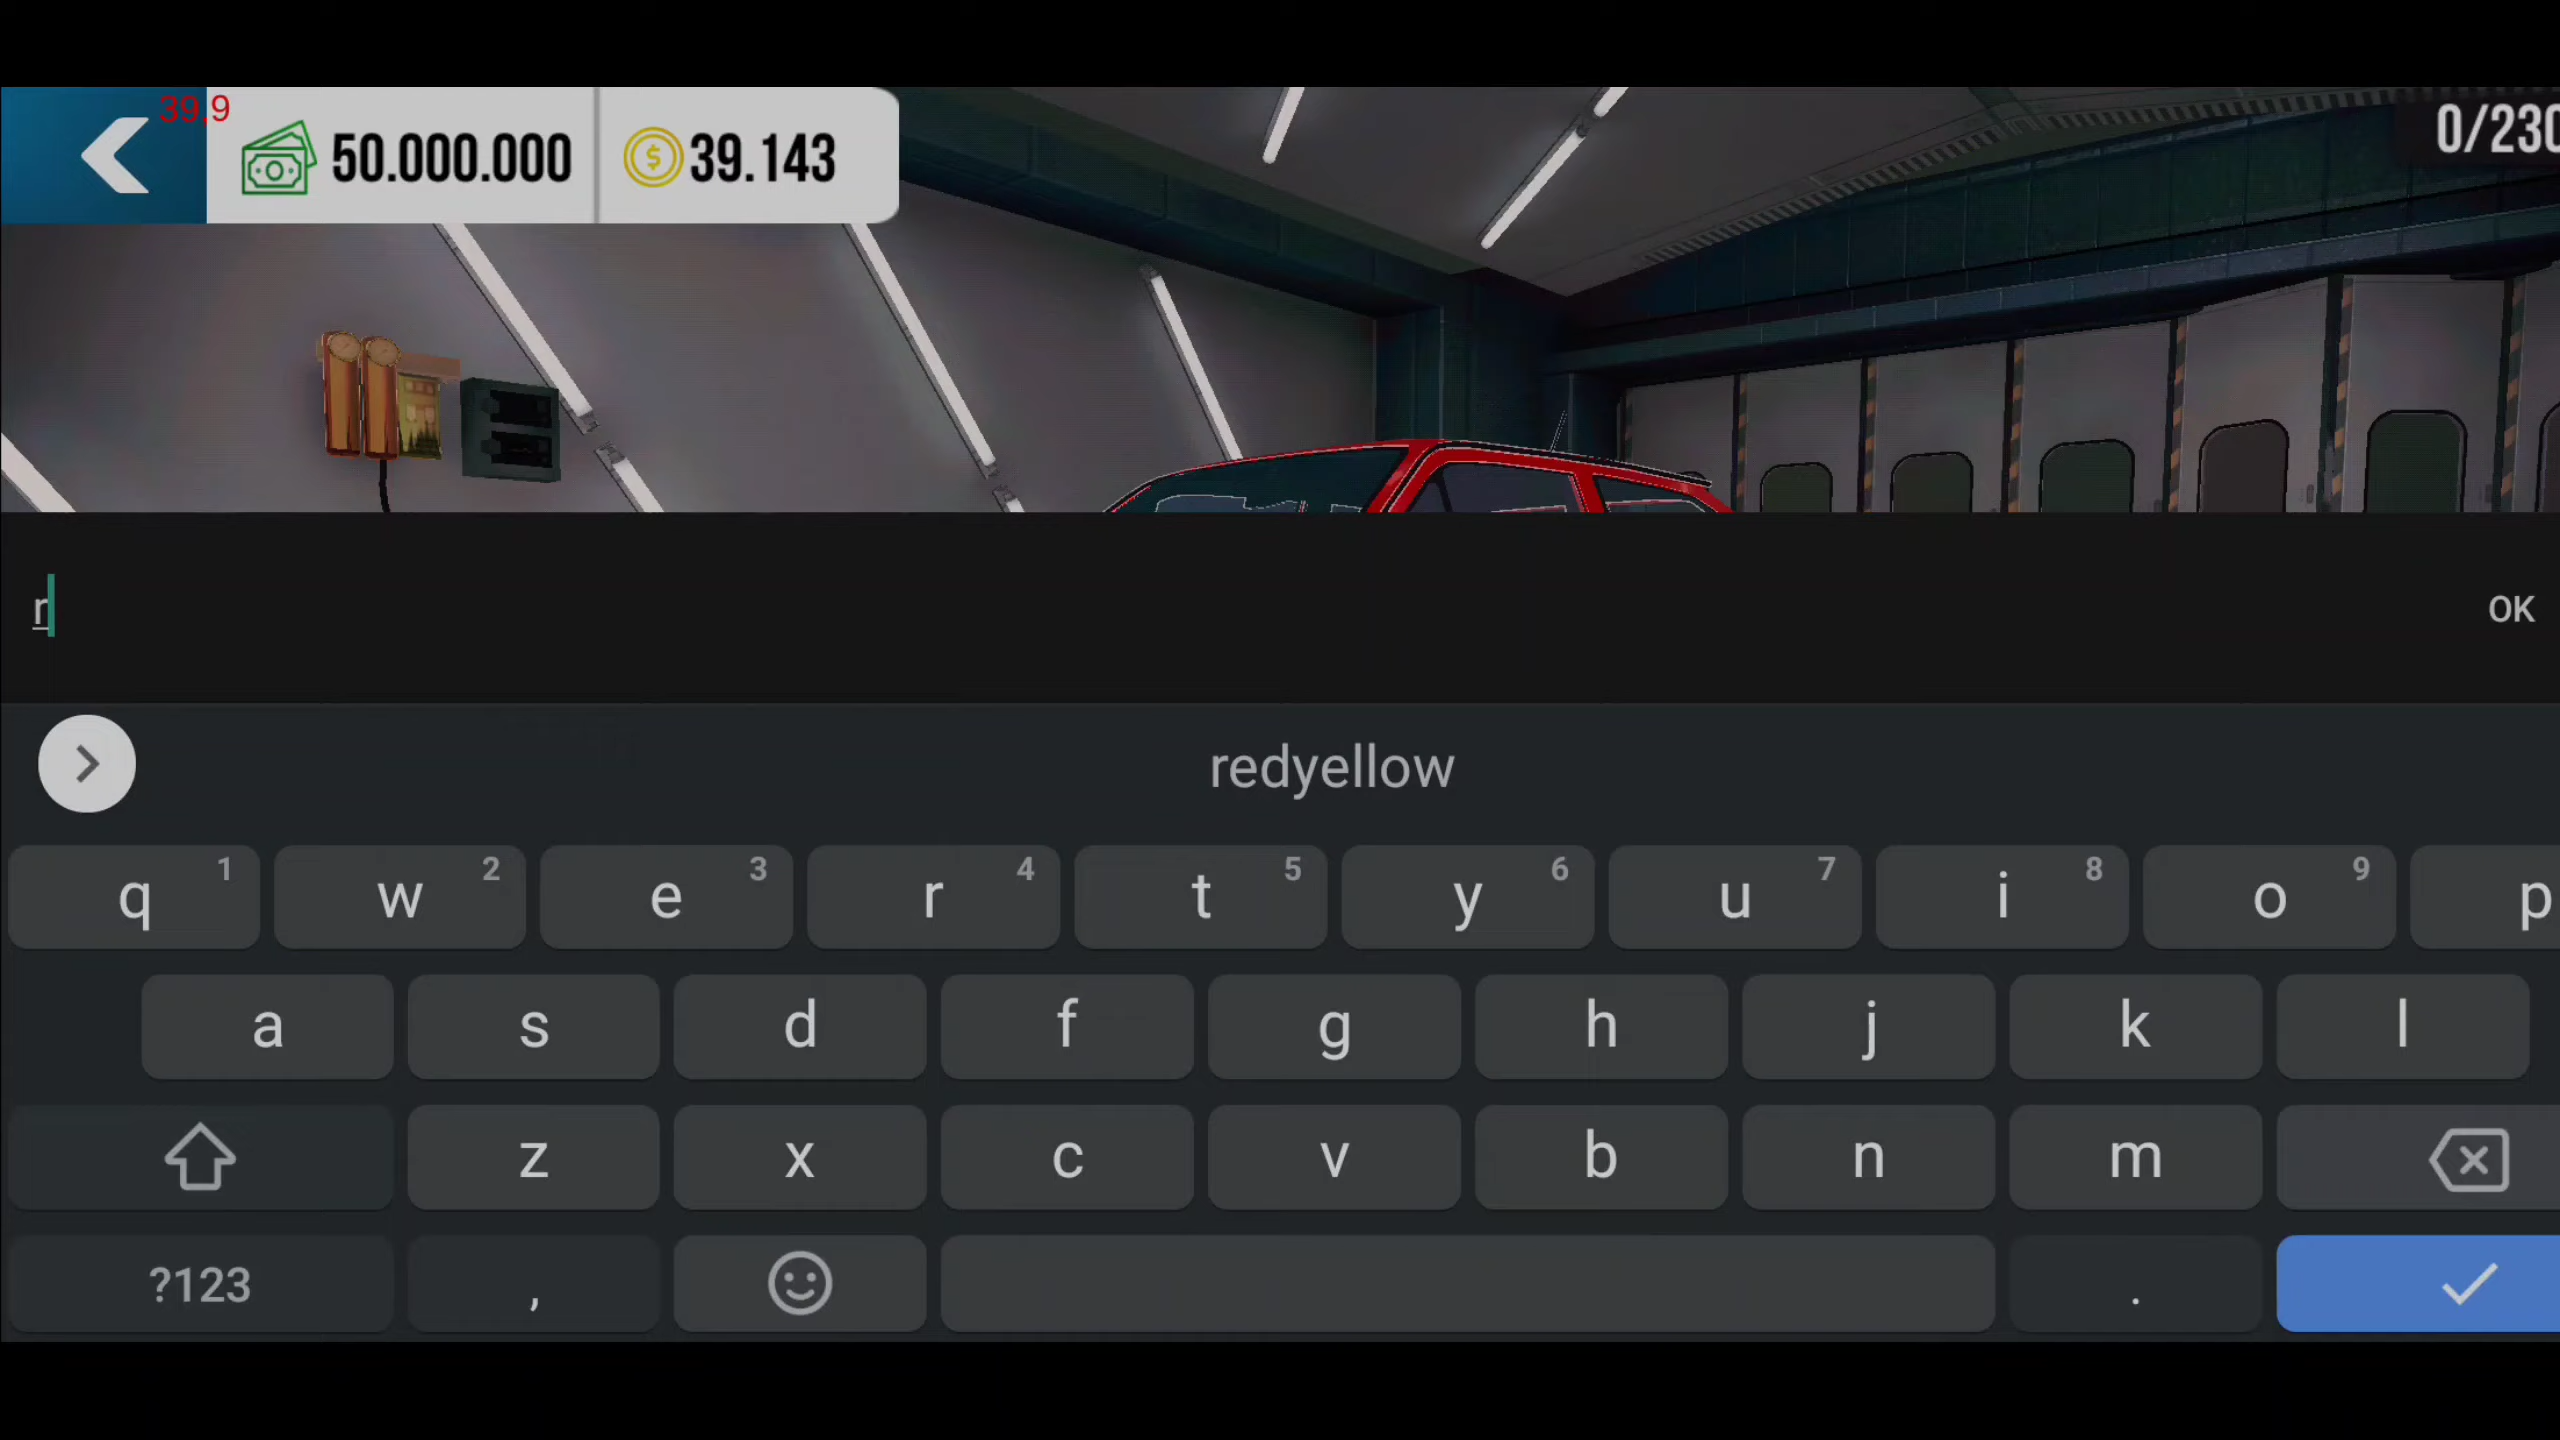 39,9
50.000.000 39.143
0/230
r
OK
redyellow
q 1 w 2 e 3 r 4 t 5 y 6 u 7 i 8 o 9 p
a s d f g h j k l
z x c v b n m
?123 , .